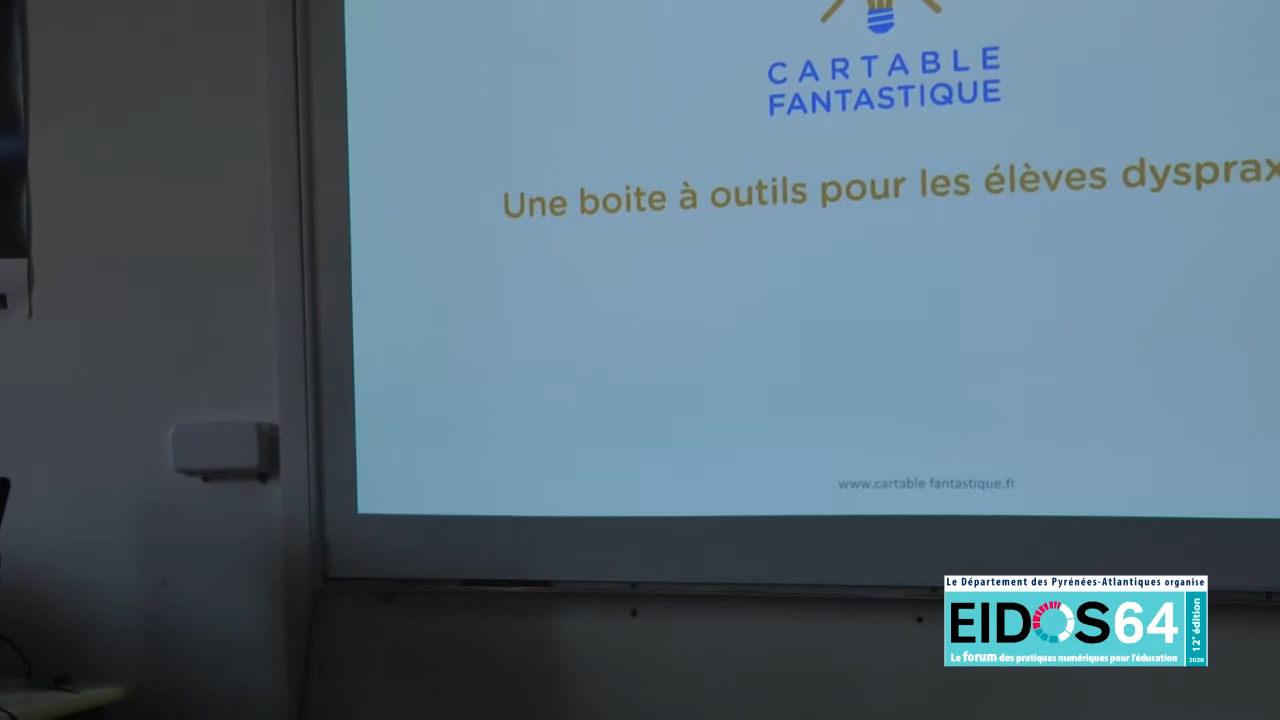 CARTABLE
FANTASTIQUE
Une boite à outils pour les élèves dysprax
www.cartable fantastique.fr
Le Département des Pyrénées-Atlantiques organise
EIDOS64
12e édition
2020
Le forum des pratiques numériques pour l'éducation